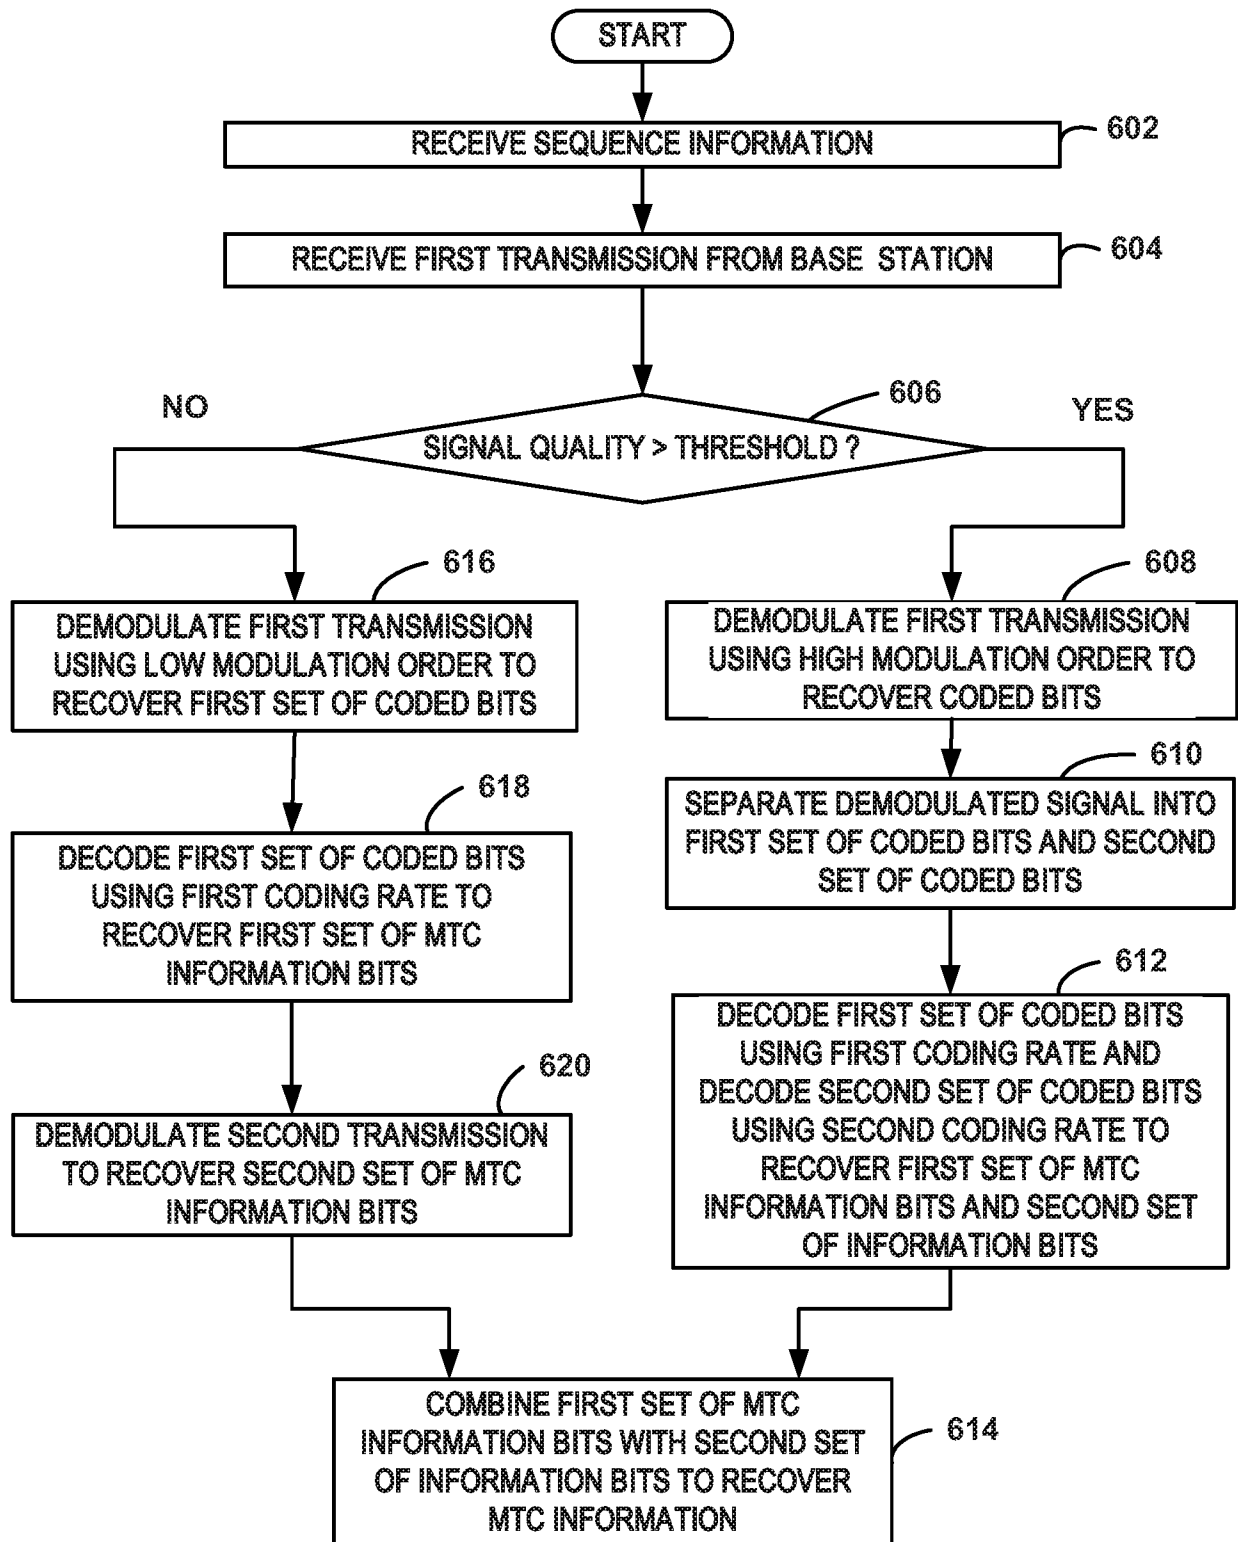 START
RECEIVE SEQUENCE INFORMATION
602
RECEIVE FIRST TRANSMISSION FROM BASE STATION
604
606
NO
YES
SIGNAL QUALITY > THRESHOLD ?
616
DEMODULATE FIRST TRANSMISSION
USING LOW MODULATION ORDER TO
RECOVER FIRST SET OF CODED BITS
618
DECODE FIRST SET OF CODED BITS
USING FIRST CODING RATE TO
RECOVER FIRST SET OF MTC
INFORMATION BITS
620
DEMODULATE SECOND TRANSMISSION
TO RECOVER SECOND SET OF MTC
INFORMATION BITS
608
DEMODULATE FIRST TRANSMISSION
USING HIGH MODULATION ORDER TO
RECOVER CODED BITS
610
SEPARATE DEMODULATED SIGNAL INTO
FIRST SET OF CODED BITS AND SECOND
SET OF CODED BITS
612
DECODE FIRST SET OF CODED BITS
USING FIRST CODING RATE AND
DECODE SECOND SET OF CODED BITS
USING SECOND CODING RATE TO
RECOVER FIRST SET OF MTC
INFORMATION BITS AND SECOND SET
OF INFORMATION BITS
COMBINE FIRST SET OF MTC
INFORMATION BITS WITH SECOND SET
OF INFORMATION BITS TO RECOVER
MTC INFORMATION
614